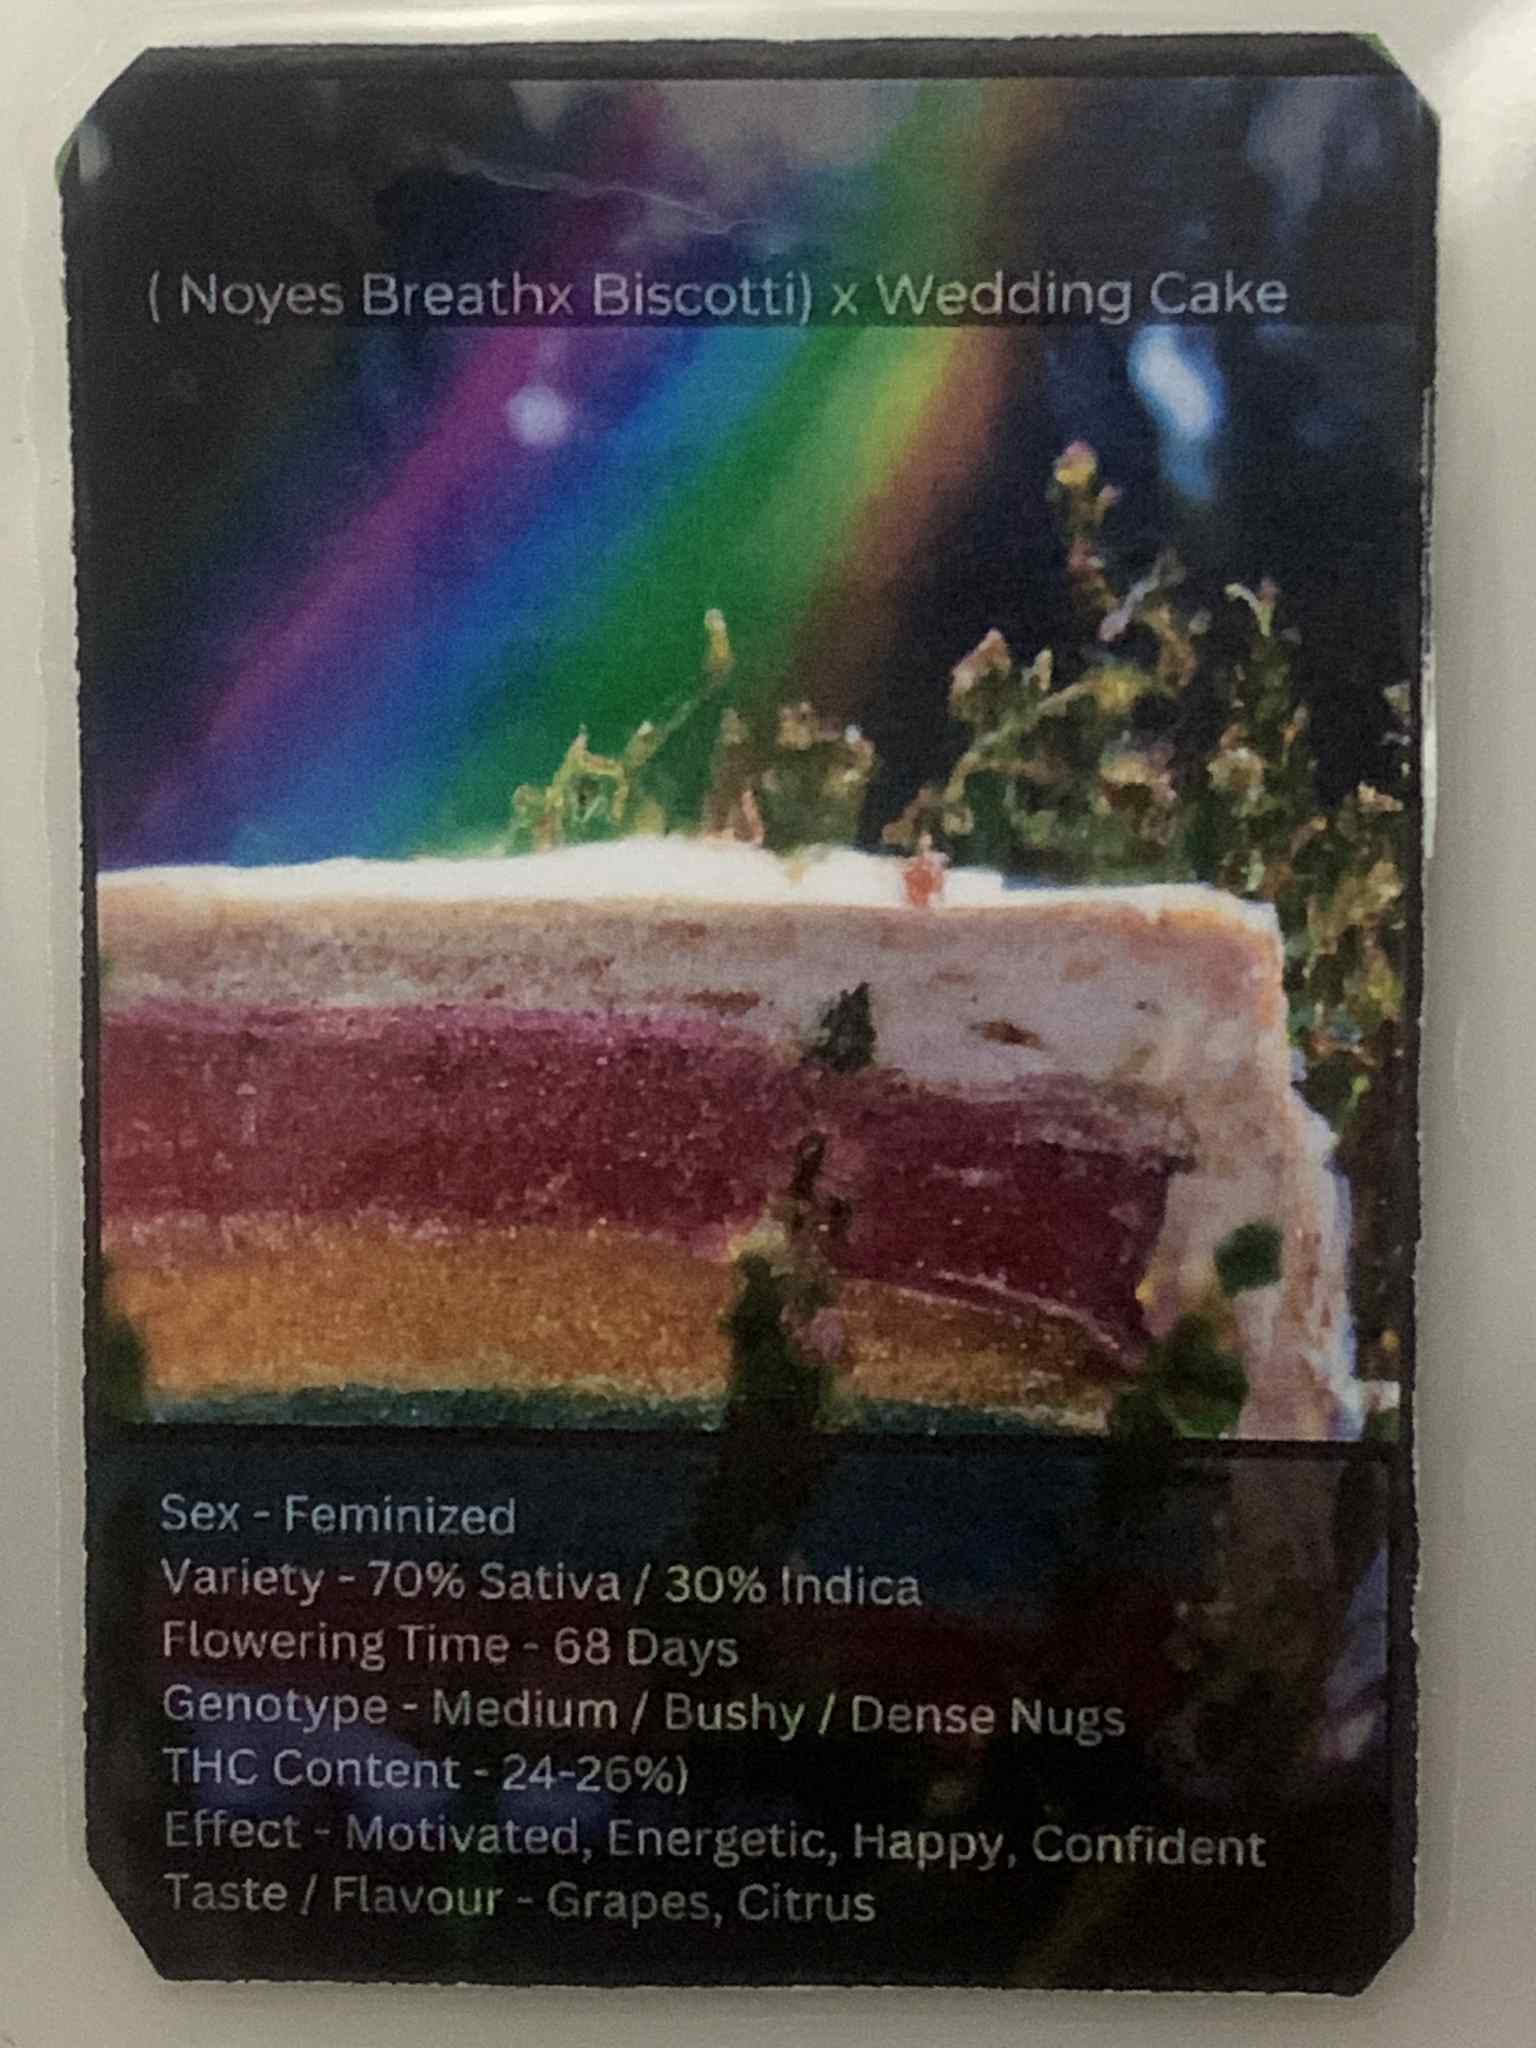 ( Noyes Breathx Biscotti) x Wedding Cake
Sex - Feminized
Variety - 70% Sativa / 30% Indica
Flowering Time - 68 Days
Genotype - Medium / Bushy / Dense Nugs
THC Content - 24-26%)
Effect - Motivated, Energetic, Happy, Confident
Taste / Flavour - Grapes, Citrus